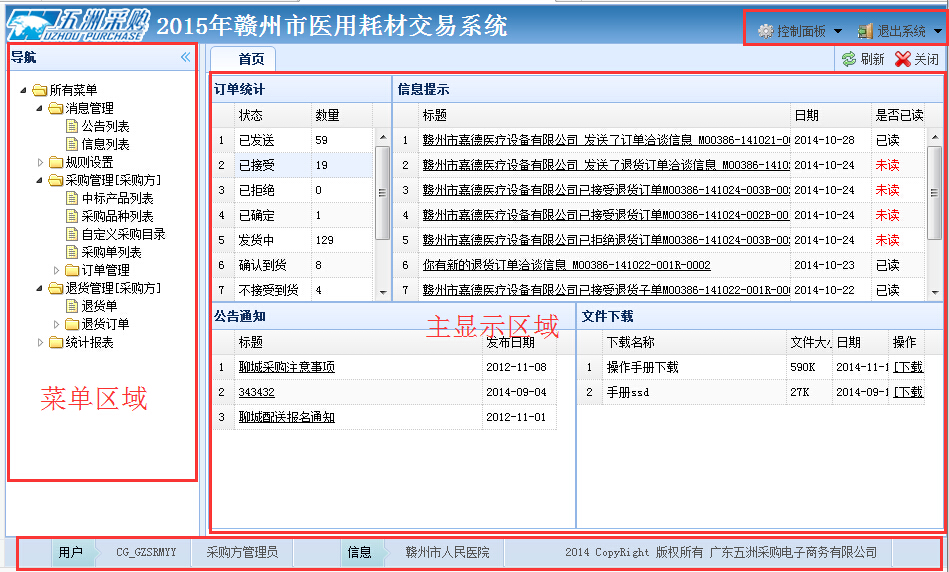 五洲采购
WUZHOU PURCHASE
2015年赣州市医用耗材交易系统
控制面板 退出系统
导航 «
首页
刷新 关闭
所有菜单
消息管理
公告列表
信息列表
规则设置
采购管理[采购方]
中标产品列表
采购品种列表
自定义采购目录
采购单列表
订单管理
退货管理[采购方]
退货单
退货订单
统计报表
菜单区域
订单统计
状态 数量
1 已发送 59
2 已接受 19
3 已拒绝 0
4 已确定 1
5 发货中 129
6 确认到货 8
7 不接受到货 4
信息提示
标题 日期 是否已读
1 赣州市嘉德医疗设备有限公司 发送了订单洽谈信息 M00386-141021-0 2014-10-28 已读
2 赣州市嘉德医疗设备有限公司 发送了退货订单洽谈信息 M00386-141 2014-10-24 未读
3 赣州市嘉德医疗设备有限公司已接受退货订单M00386-141024-003B-00 2014-10-24 未读
4 赣州市嘉德医疗设备有限公司已接受退货订单M00386-141024-002B-00 2014-10-24 未读
5 赣州市嘉德医疗设备有限公司已拒绝退货订单M00386-141024-003B-00 2014-10-24 未读
6 你有新的退货订单洽谈信息 M00386-141022-001R-0002 2014-10-23 已读
7 赣州市嘉德医疗设备有限公司已接受退货子单M00386-141022-001R-00 2014-10-22 已读
主显示区域
公告通知
标题 发布日期
1 聊城采购注意事项 2012-11-08
2 343432 2014-09-04
3 聊城配送报名通知 2012-11-01
文件下载
下载名称 文件大小 日期 操作
1 操作手册下载 590K 2014-11-1 [下载
2 手册ssd 27K 2014-09-1 [下载
用户 CG_GZSRMYY 采购方管理员 信息 赣州市人民医院 2014 CopyRight 版权所有 广东五洲采购电子商务有限公司